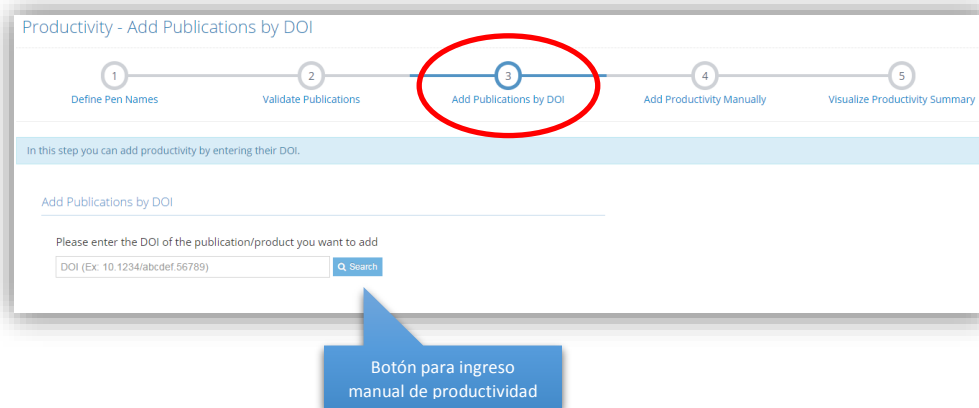 Productivity - Add Publications by DOI
1
2
3
4
5
Define Pen Names
Validate Publications
Add Publications by DOI
Add Productivity Manually
Visualize Productivity Summary
In this step you can add productivity by entering their DOI.
Add Publications by DOI
Please enter the DOI of the publication/product you want to add
DOI (Ex: 10.1234/abcdef.56789)
Search
Botón para ingreso
manual de productividad